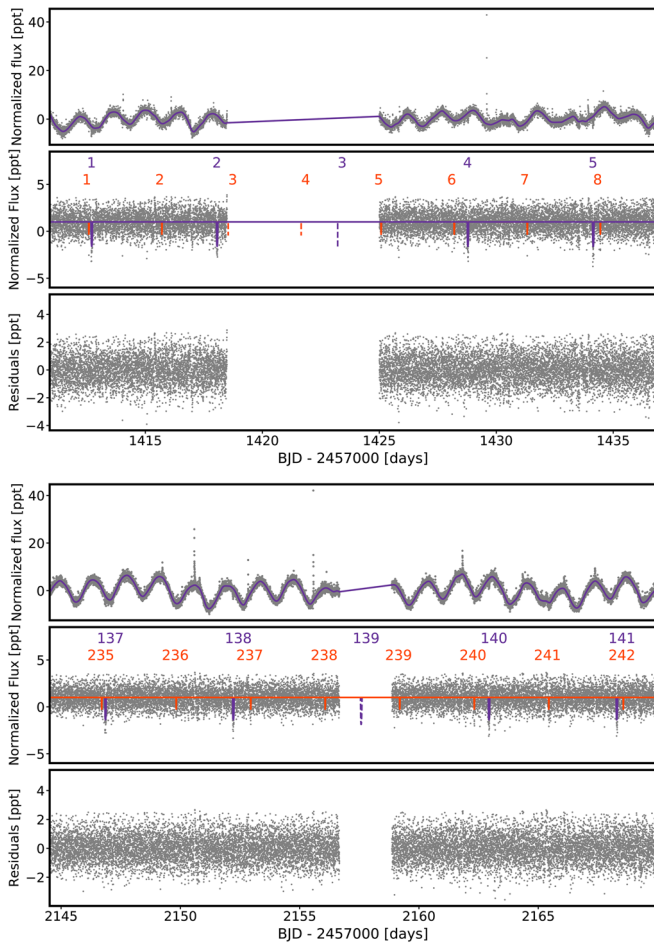 Normalized flux [ppt]
40
20
0
Normalized Flux [ppt]
1 2 3 4 5
1 2 3 4 5 6 7 8
5
0
−5
Residuals [ppt]
4
2
0
−2
−4
1415 1420 1425 1430 1435
BJD - 2457000 [days]
Normalized flux [ppt]
40
20
0
Normalized Flux [ppt]
137 138 139 140 141
235 236 237 238 239 240 241 242
5
0
−5
Residuals [ppt]
4
2
0
−2
2145 2150 2155 2160 2165
BJD - 2457000 [days]